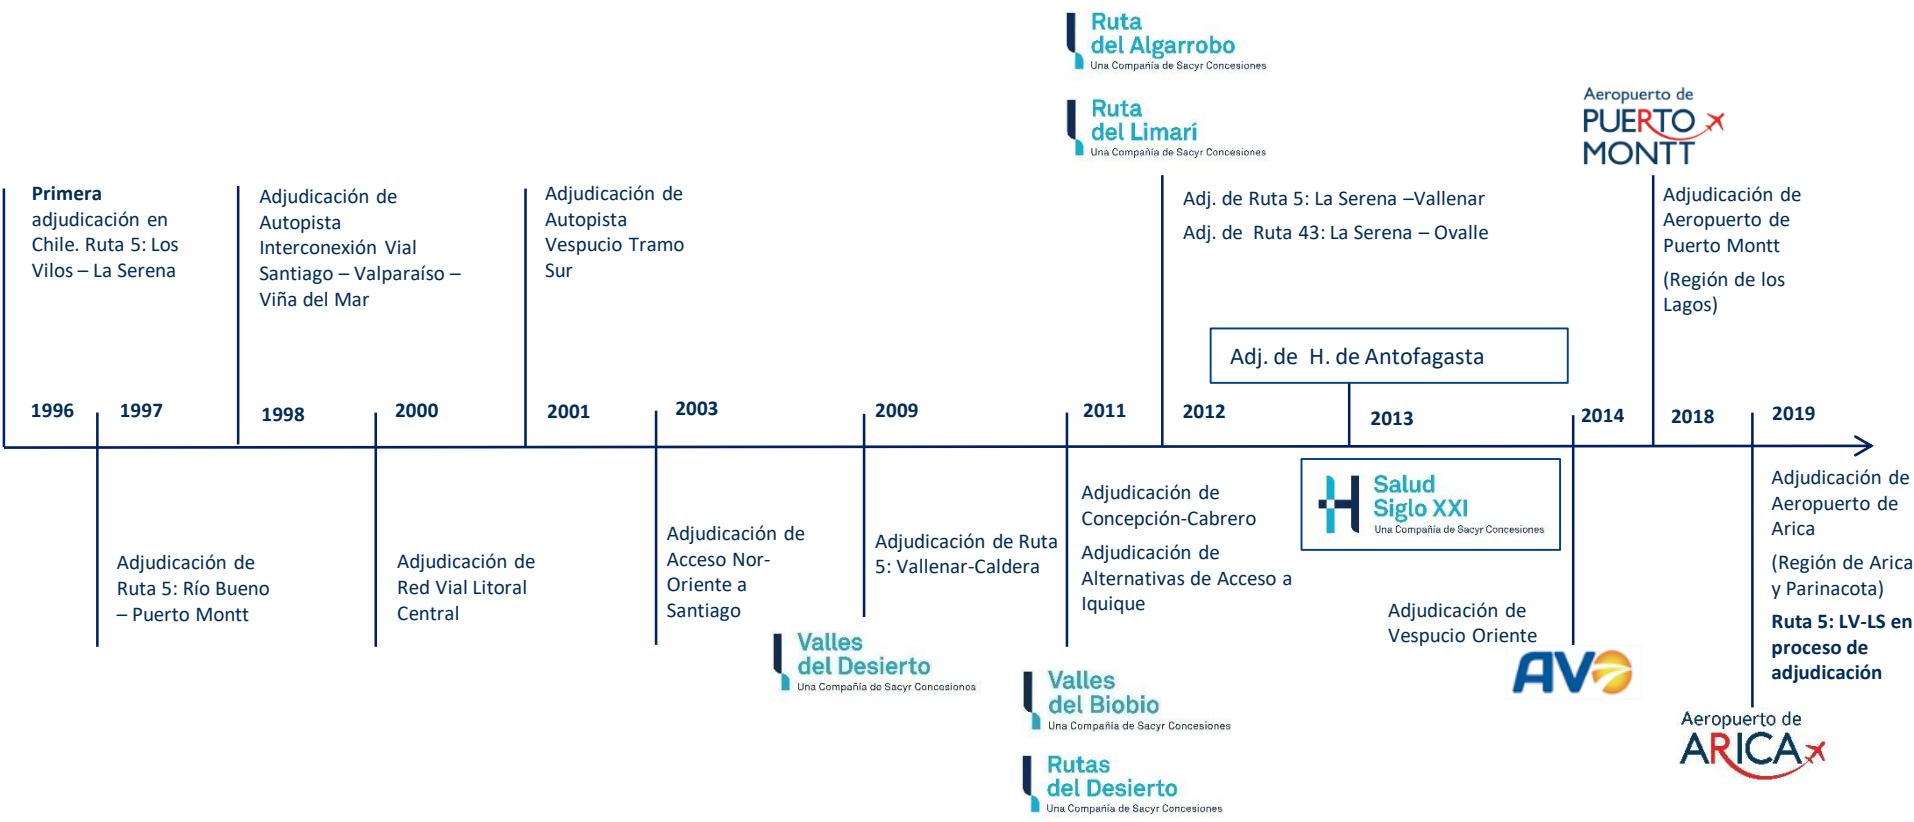 Ruta
del Algarrobo
Una Compañía de Sacyr Concesiones
Ruta
del Limarí
Una Compañía de Sacyr Concesiones
Aeropuerto de
PUERTO
MONTT
Primera
adjudicación en
Chile. Ruta 5: Los
Vilos – La Serena
Adjudicación de
Autopista
Interconexión Vial
Santiago – Valparaíso –
Viña del Mar
Adjudicación de
Autopista
Vespucio Tramo
Sur
Adj. de Ruta 5: La Serena –Vallenar
Adj. de Ruta 43: La Serena – Ovalle
Adjudicación de
Aeropuerto de
Puerto Montt
(Región de los
Lagos)
Adj. de H. de Antofagasta
1996
1997
1998
2000
2001
2003
2009
2011
2012
2013
2014
2018
2019
Adjudicación de
Ruta 5: Río Bueno
– Puerto Montt
Adjudicación de
Red Vial Litoral
Central
Adjudicación de
Acceso Nor-
Oriente a
Santiago
Adjudicación de Ruta
5: Vallenar-Caldera
Valles
del Desierto
Una Compañía de Sacyr Concesiones
Adjudicación de
Concepción-Cabrero
Adjudicación de
Alternativas de Acceso a
Iquique
Valles
del Biobio
Una Compañía de Sacyr Concesiones
Rutas
del Desierto
Una Compañía de Sacyr Concesiones
Salud
Siglo XXI
Una Compañía de Sacyr Concesiones
Adjudicación de
Vespucio Oriente
AVO
Adjudicación de
Aeropuerto de
Arica
(Región de Arica
y Parinacota)
Ruta 5: LV-LS en
proceso de
adjudicación
Aeropuerto de
ARICA